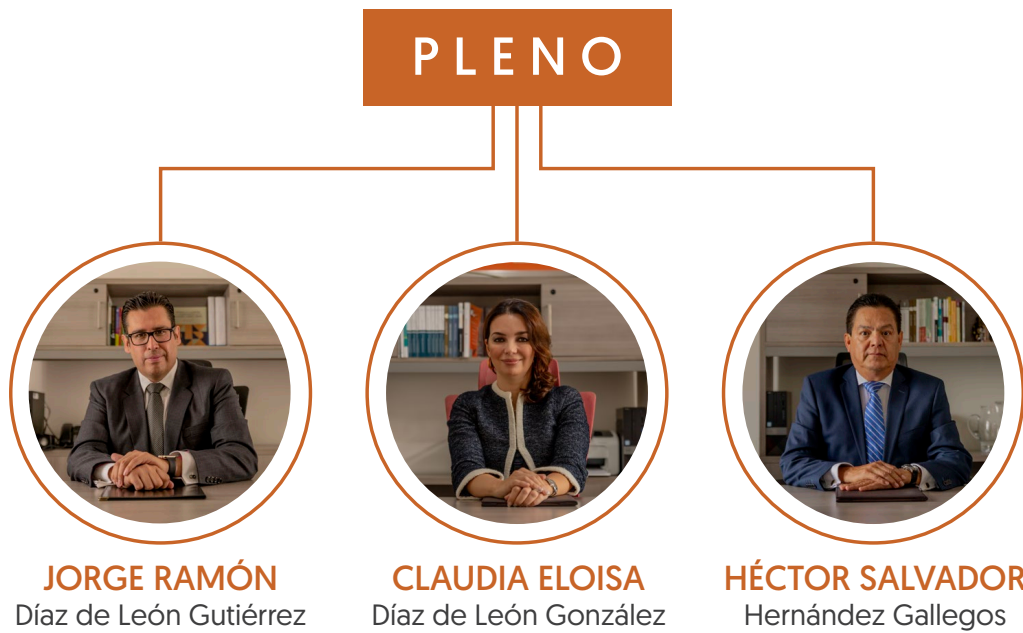 PLENO
JORGE RAMÓN
Díaz de León Gutiérrez
CLAUDIA ELOISA
Díaz de León González
HÉCTOR SALVADOR
Hernández Gallegos